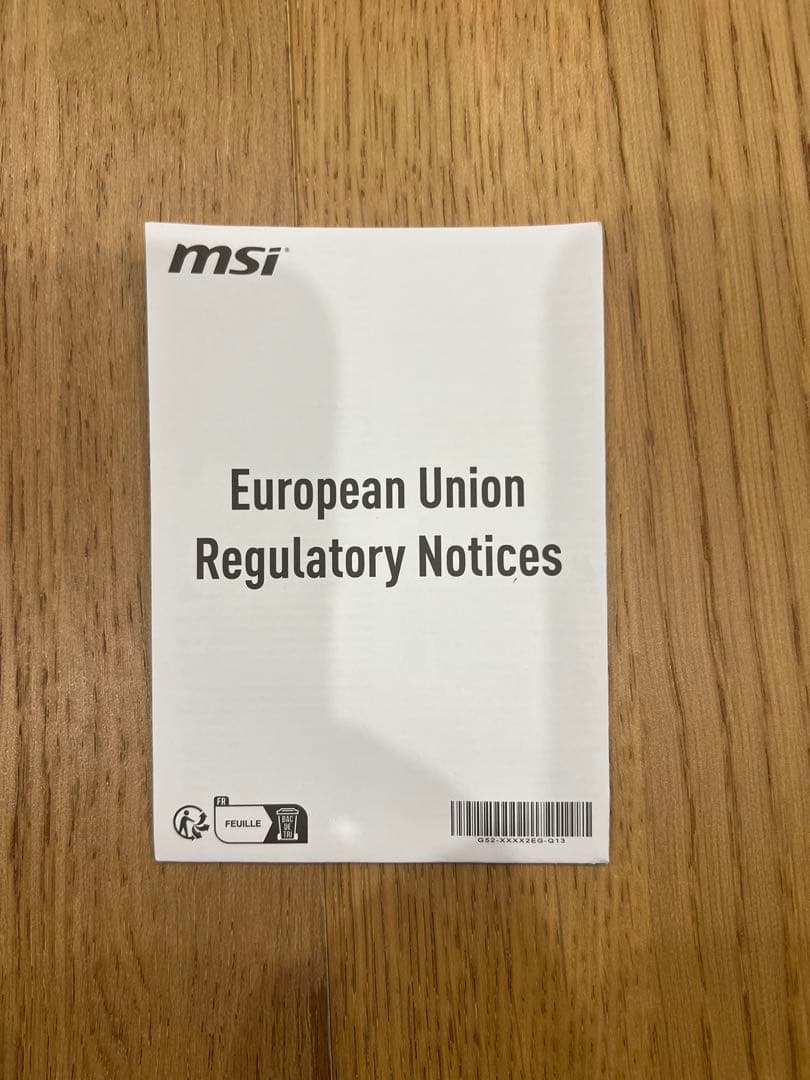 msi®
European Union
Regulatory Notices
FR
FEUILLE
BAC
DE
TRI
G52-XXXX2EG-Q13